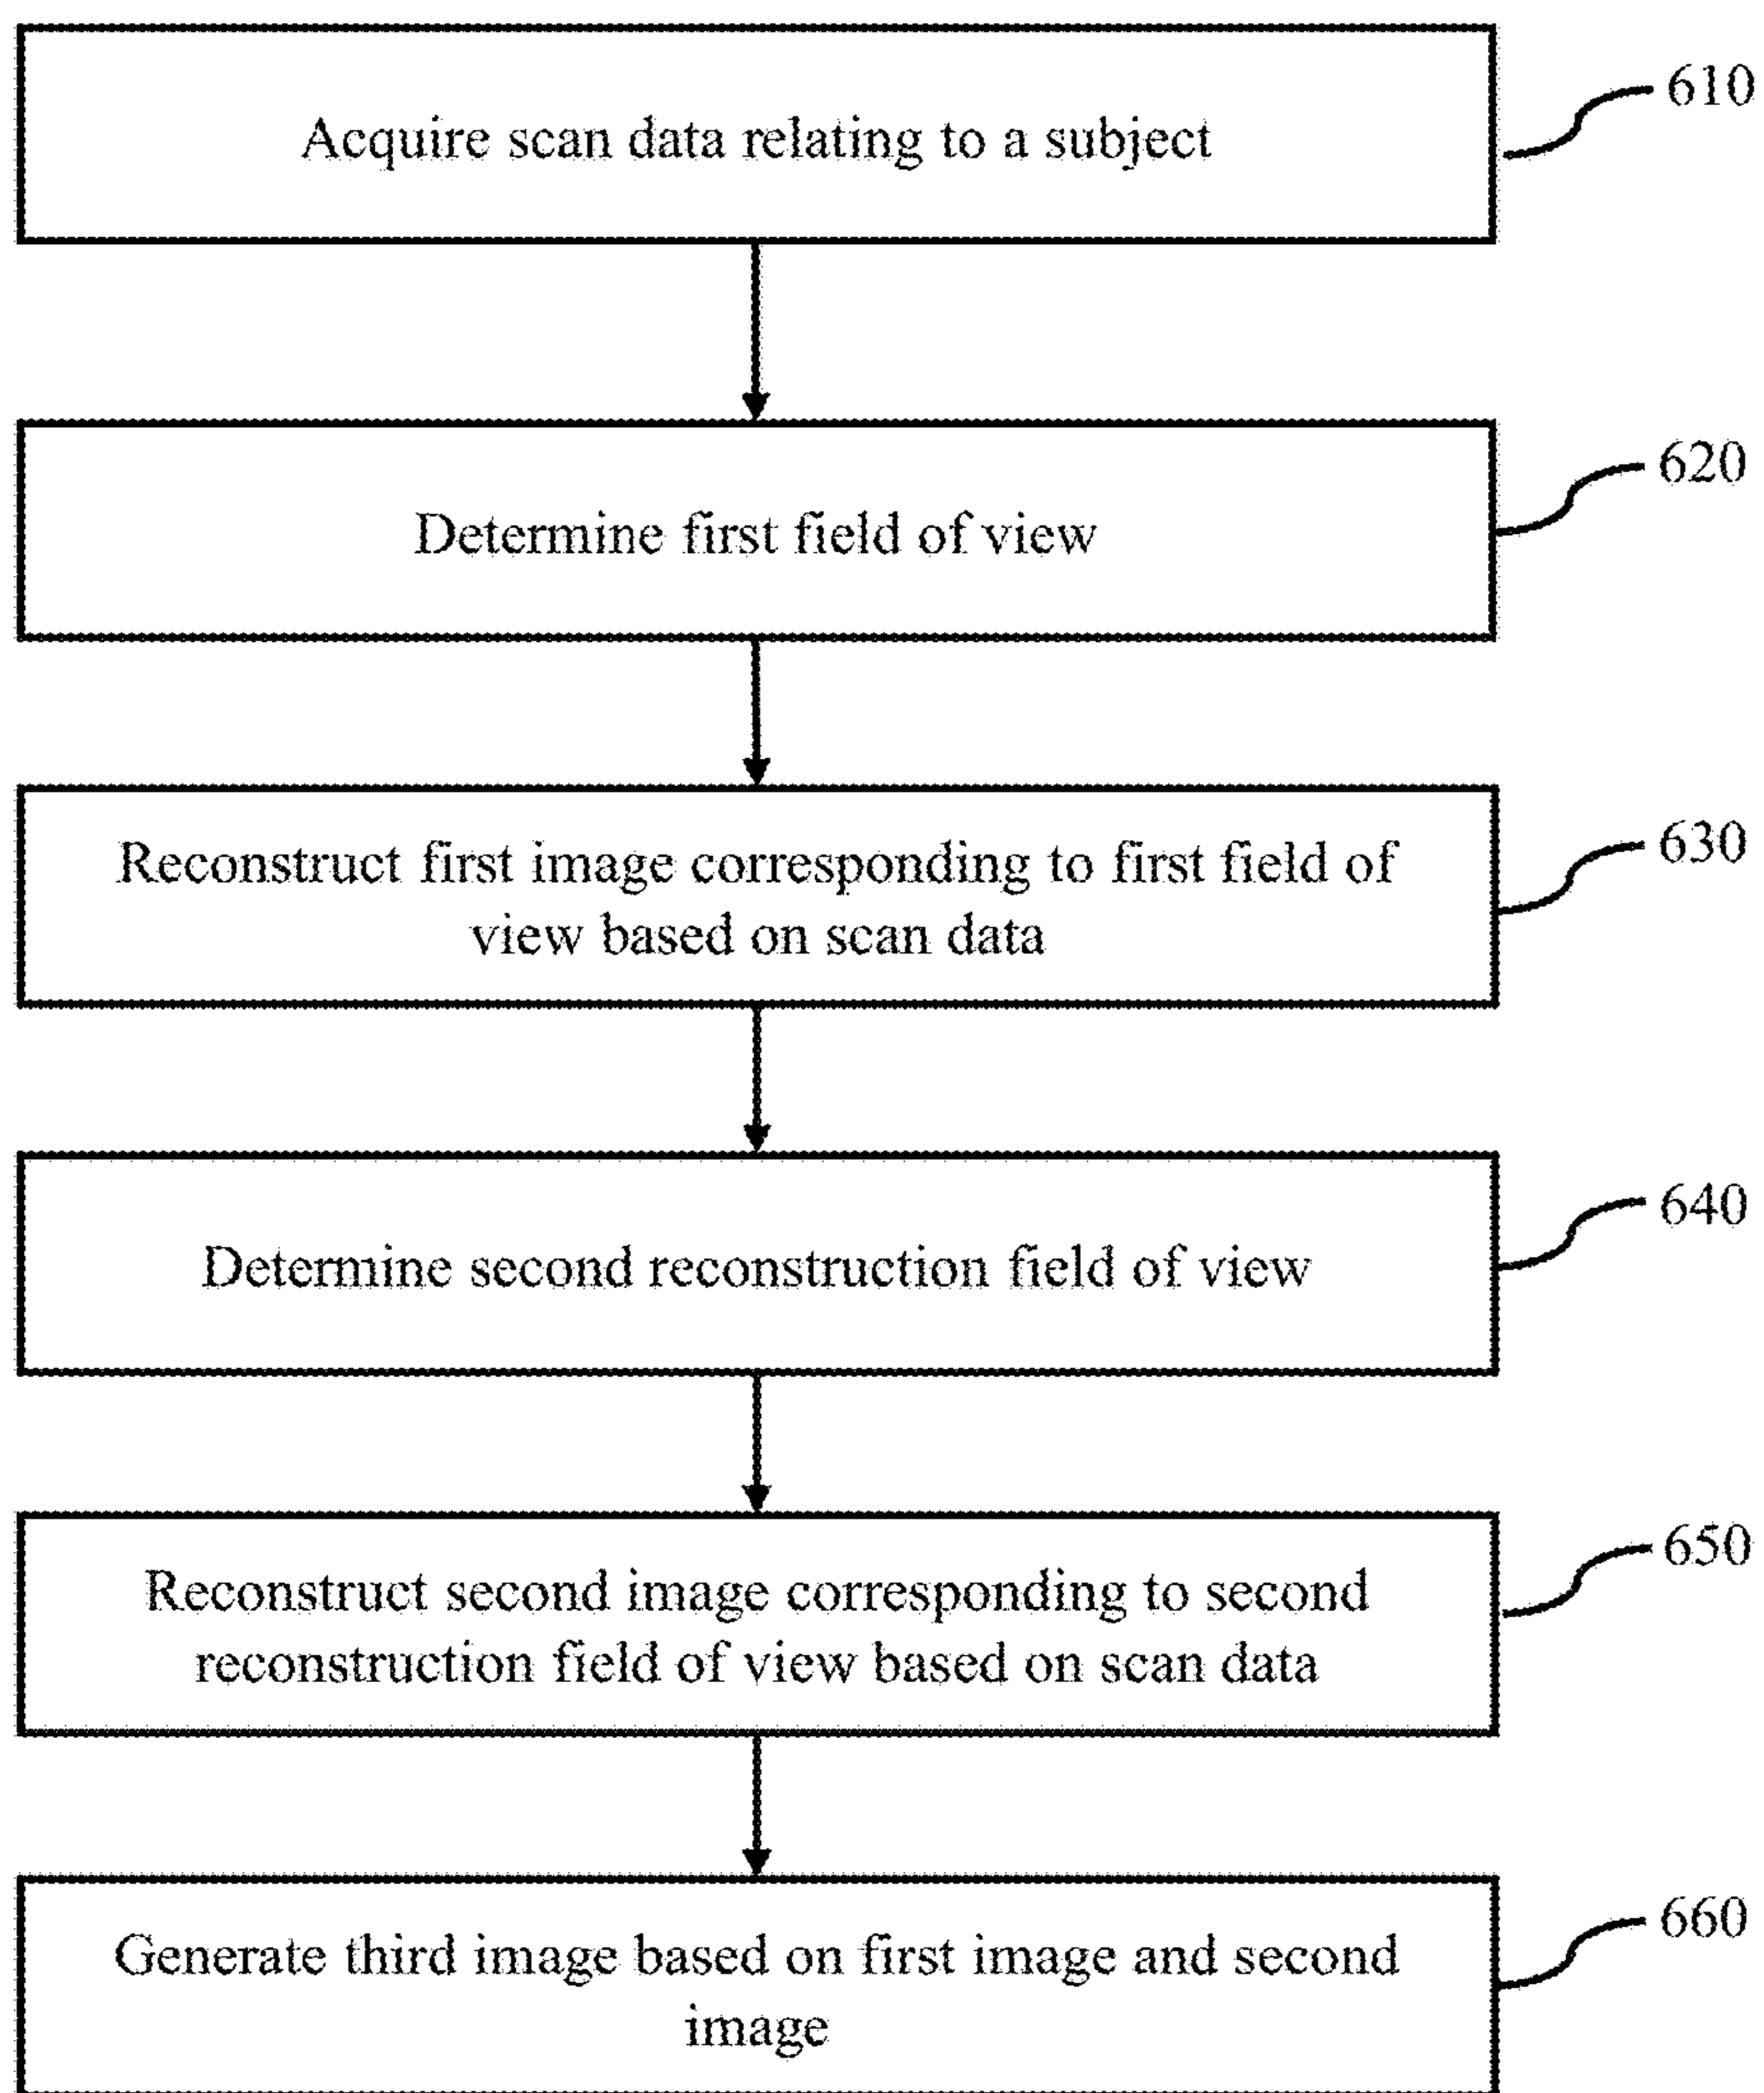 Acquire scan data relating to a subject
610
Determine first field of view
620
Reconstruct first image corresponding to first field of
view based on scan data
630
Determine second reconstruction field of view
640
Reconstruct second image corresponding to second
reconstruction field of view based on scan data
650
Generate third image based on first image and second
image
660